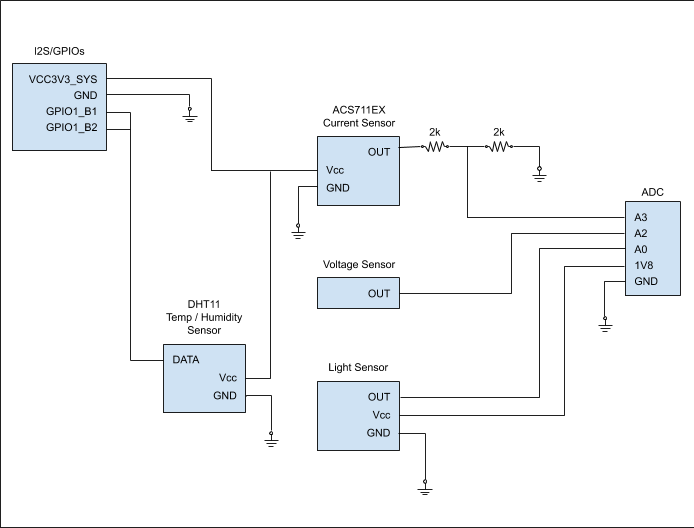 I2S/GPIOs
VCC3V3_SYS
GND
GPIO1_B1
GPIO1_B2
ACS711EX
Current Sensor
OUT
Vcc
GND
2k
2k
ADC
A3
A2
A0
1V8
GND
Voltage Sensor
OUT
DHT11
Temp / Humidity
Sensor
DATA
Vcc
GND
Light Sensor
OUT
Vcc
GND